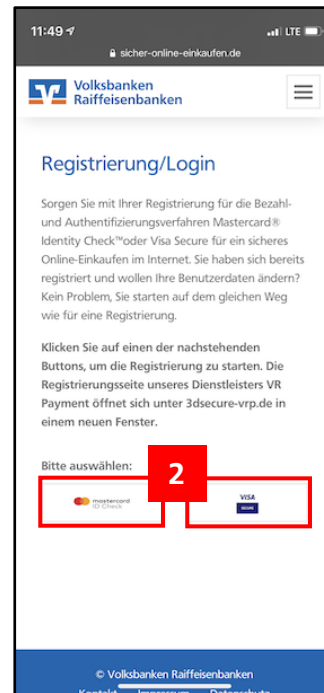 11:49 LTE
sicher-online-einkaufen.de
Volksbanken
Raiffeisenbanken
Registrierung/Login
Sorgen Sie mit Ihrer Registrierung für die Bezahl-
und Authentifizierungsverfahren Mastercard®
Identity Check™oder Visa Secure für ein sicheres
Online-Einkaufen im Internet. Sie haben sich bereits
registriert und wollen Ihre Benutzerdaten ändern?
Kein Problem, Sie starten auf dem gleichen Weg
wie für eine Registrierung.
Klicken Sie auf einen der nachstehenden
Buttons, um die Registrierung zu starten. Die
Registrierungsseite unseres Dienstleisters VR
Payment öffnet sich unter 3dsecure-vrp.de in
einem neuen Fenster.
Bitte auswählen:
2
mastercard
ID Check
VISA
SECURE
© Volksbanken Raiffeisenbanken
Kontakt Impressum Datenschutz